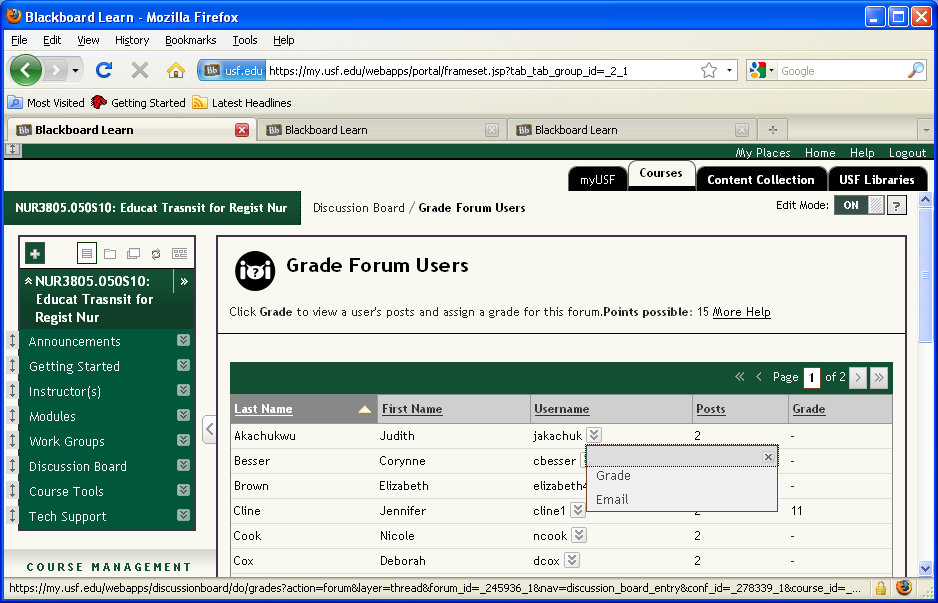 Blackboard Learn - Mozilla Firefox
File Edit View History Bookmarks Tools Help
Bb usf.edu https://my.usf.edu/webapps/portal/frameset.jsp?tab_tab_group_id=_2_1 Google
Most Visited Getting Started Latest Headlines
Bb Blackboard Learn Bb Blackboard Learn Bb Blackboard Learn
My Places Home Help Logout
myUSF Courses Content Collection USF Libraries
NUR3805.050S10: Educat Trasnsit for Regist Nur Discussion Board / Grade Forum Users Edit Mode: ON ?
NUR3805.050S10:
Educat Trasnsit for
Regist Nur
Announcements
Getting Started
Instructor(s)
Modules
Work Groups
Discussion Board
Course Tools
Tech Support
COURSE MANAGEMENT
Grade Forum Users
Click Grade to view a user's posts and assign a grade for this forum.Points possible: 15 More Help
Page 1 of 2
Last Name First Name Username Posts Grade
Akachukwu Judith jakachuk 2 -
Besser Corynne cbesser -
Brown Elizabeth elizabeth4 -
Cline Jennifer cline1 2 11
Cook Nicole ncook 2 -
Cox Deborah dcox 2 -
Grade
Email
https://my.usf.edu/webapps/discussionboard/do/grades?action=forum&layer=thread&forum_id=_245936_1&nav=discussion_board_entry&conf_id=_278339_1&course_id=_...